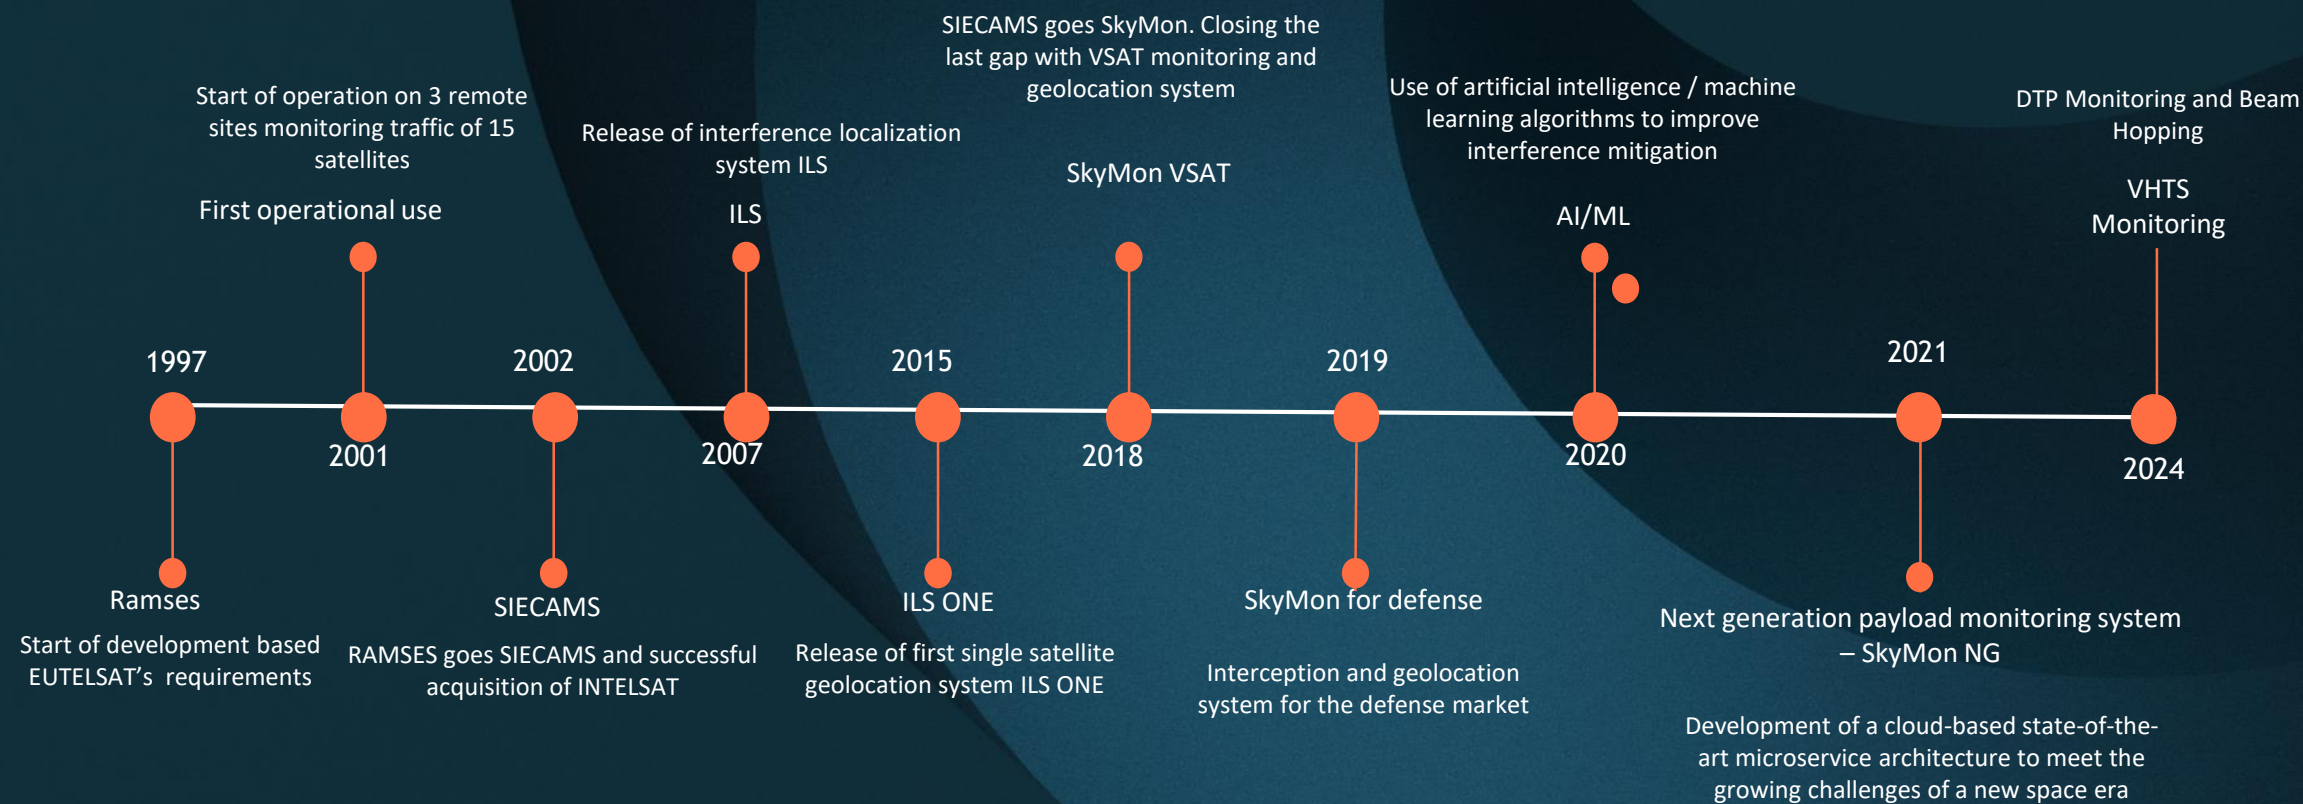 1997
Ramses
Start of development based
EUTELSAT’s requirements
Start of operation on 3 remote
sites monitoring traffic of 15
satellites
First operational use
2001
2002
SIECAMS
RAMSES goes SIECAMS and successful
acquisition of INTELSAT
Release of interference localization
system ILS
ILS
2007
2015
ILS ONE
Release of first single satellite
geolocation system ILS ONE
SIECAMS goes SkyMon. Closing the
last gap with VSAT monitoring and
geolocation system
SkyMon VSAT
2018
2019
SkyMon for defense
Interception and geolocation
system for the defense market
Use of artificial intelligence / machine
learning algorithms to improve
interference mitigation
AI/ML
2020
2021
Next generation payload monitoring system
– SkyMon NG
Development of a cloud-based state-of-the-
art microservice architecture to meet the
growing challenges of a new space era
DTP Monitoring and Beam
Hopping
VHTS
Monitoring
2024